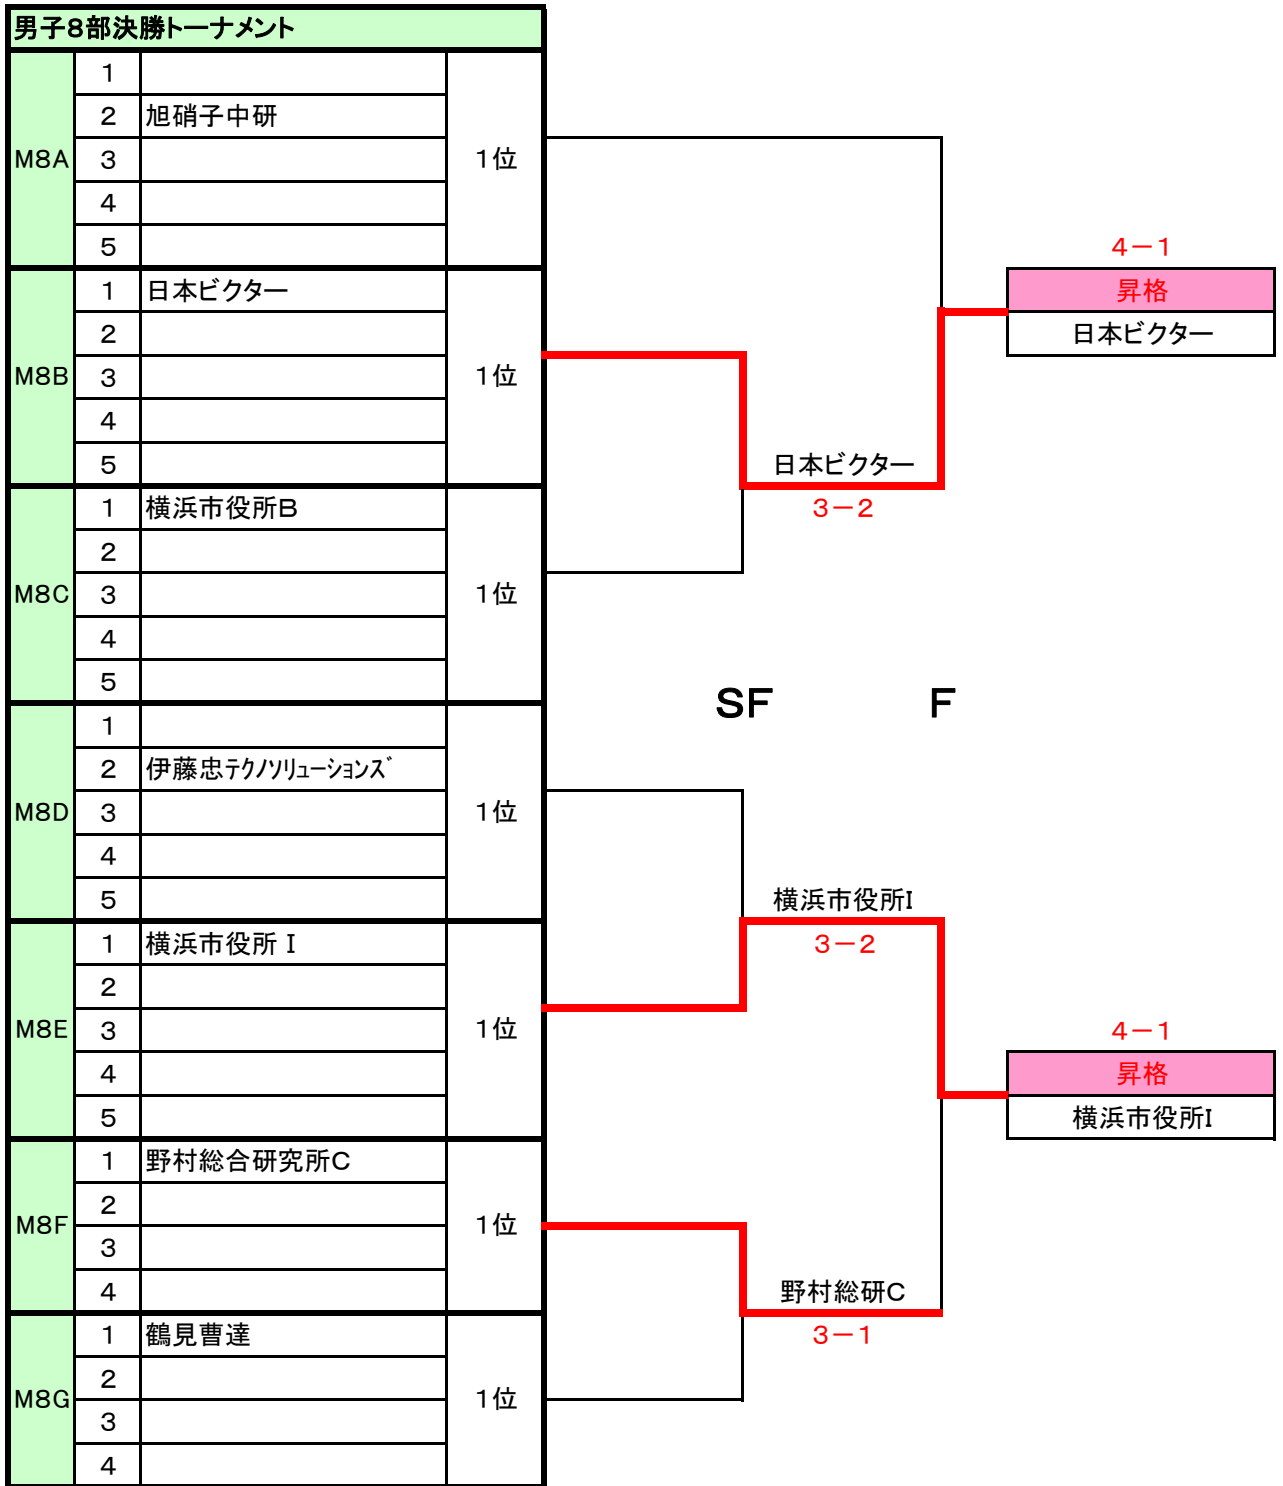 男子８部決勝トーナメント
M8A
1
2 旭硝子中研
3
4
5
1位
M8B
1 日本ビクター
2
3
4
5
1位
M8C
1 横浜市役所B
2
3
4
5
1位
M8D
1
2 伊藤忠ﾃｸﾉｿﾘｭｰｼｮﾝｽﾞ
3
4
5
1位
M8E
1 横浜市役所 I
2
3
4
5
1位
M8F
1 野村総合研究所C
2
3
4
1位
M8G
1 鶴見曹達
2
3
4
1位
日本ビクター
3－2
SF F
横浜市役所I
3－2
野村総研C
3－1
4－1
昇格
日本ビクター
4－1
昇格
横浜市役所I